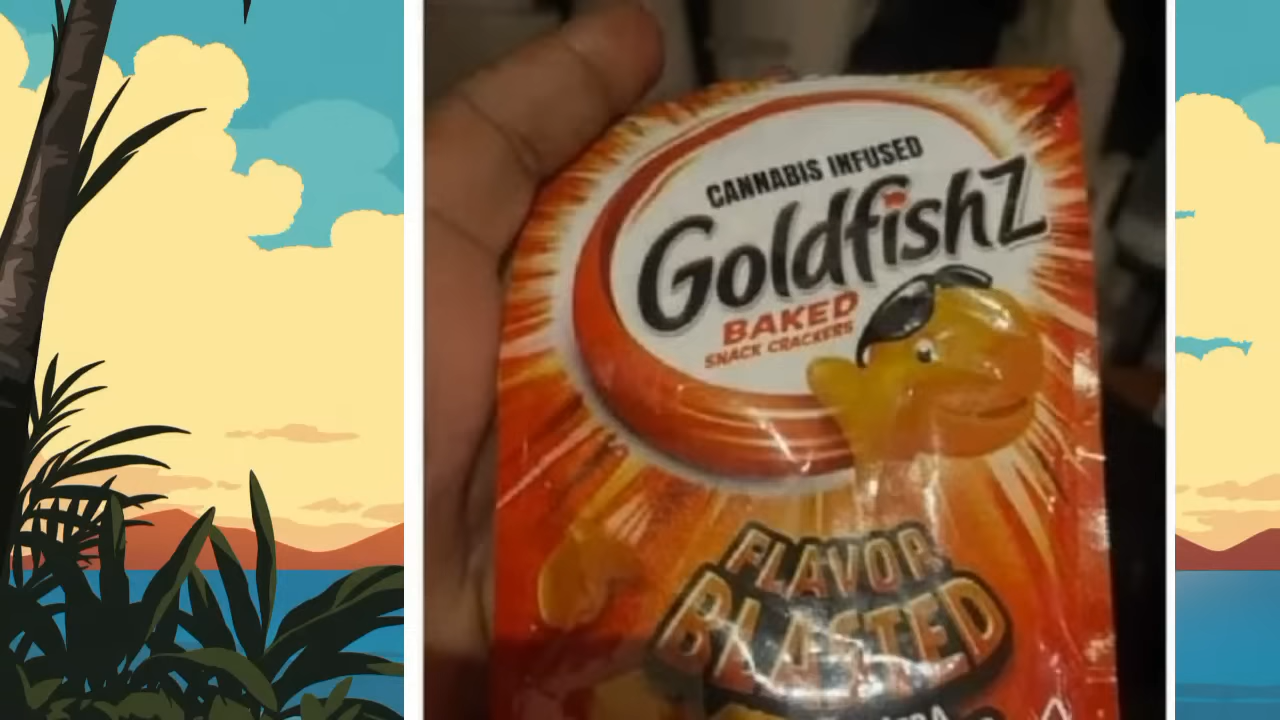 CANNABIS INFUSED
GoldfishZ
BAKED
SNACK CRACKERS
FLAVOR
BLASTED